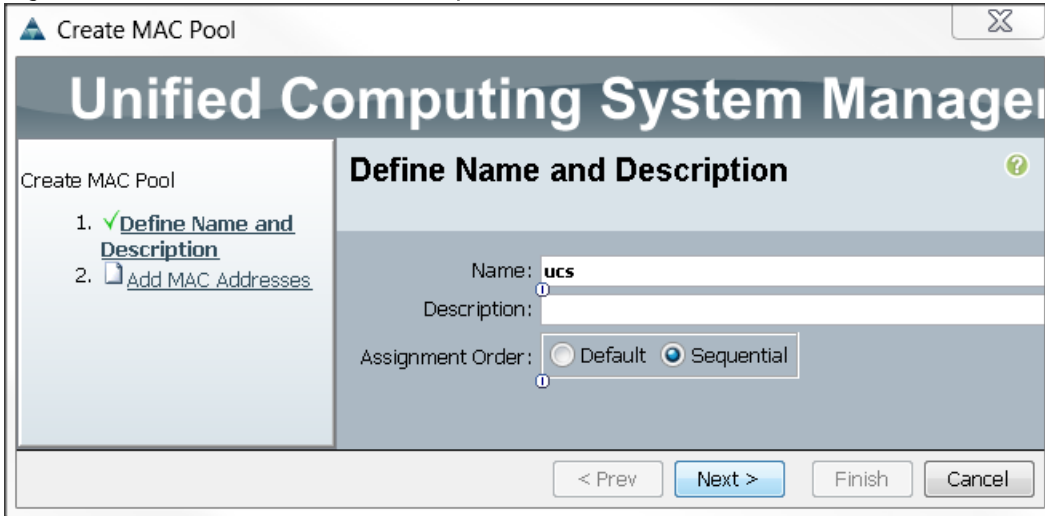 Create MAC Pool
Unified Computing System Manager
Create MAC Pool
1. Define Name and
Description
2. Add MAC Addresses
Define Name and Description
?
Name: ucs
Description:
Assignment Order: Default Sequential
< Prev Next > Finish Cancel